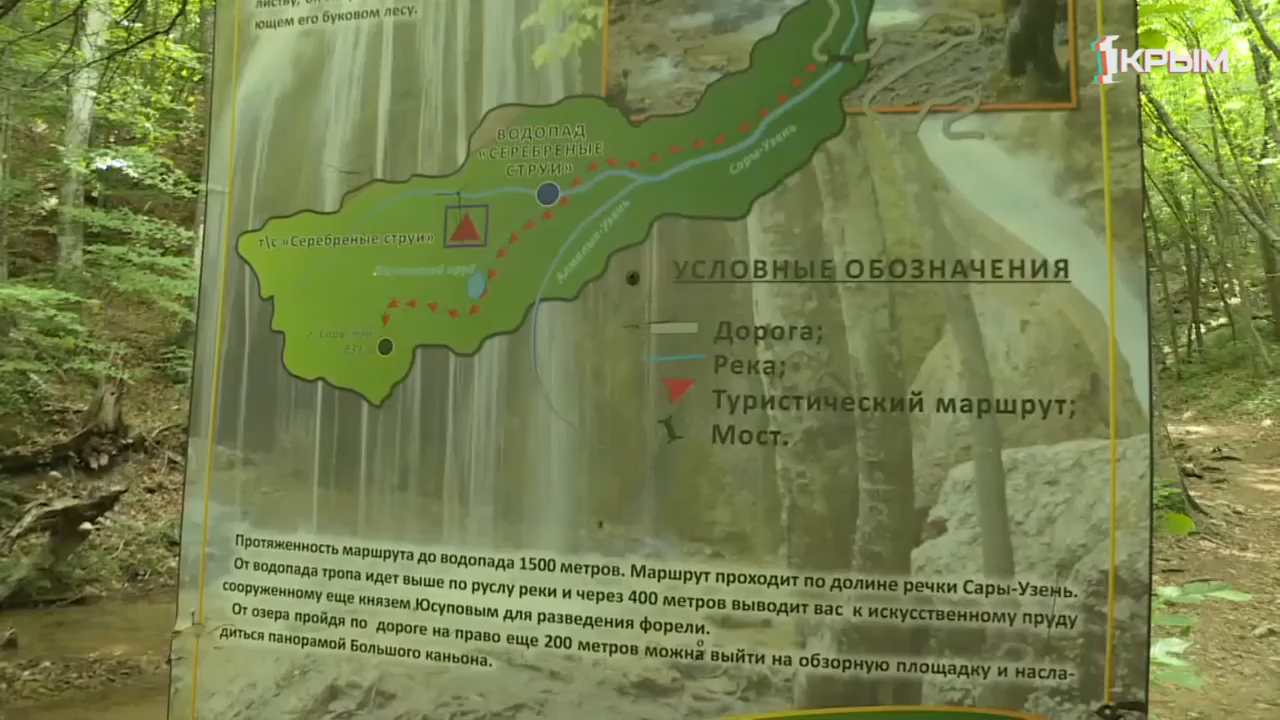 ющем его буковом лесу.
1КРЫМ
ВОДОПАД
«СЕРЕБРЕНЫЕ
СТРУИ»
Сары-Узень
т\с «Серебреные струи»
Алмалых-Узень
УСЛОВНЫЕ ОБОЗНАЧЕНИЯ
Дорога;
Река;
Туристический маршрут;
Мост.
Протяженность маршрута до водопада 1500 метров. Маршрут проходит по долине речки Сары-Узень.
От водопада тропа идет выше по руслу реки и через 400 метров выводит вас к искусственному пруду
сооруженному еще князем Юсуповым для разведения форели.
От озера пройдя по дороге на право еще 200 метров можна выйти на обзорную площадку и насла-
диться панорамой Большого каньона.